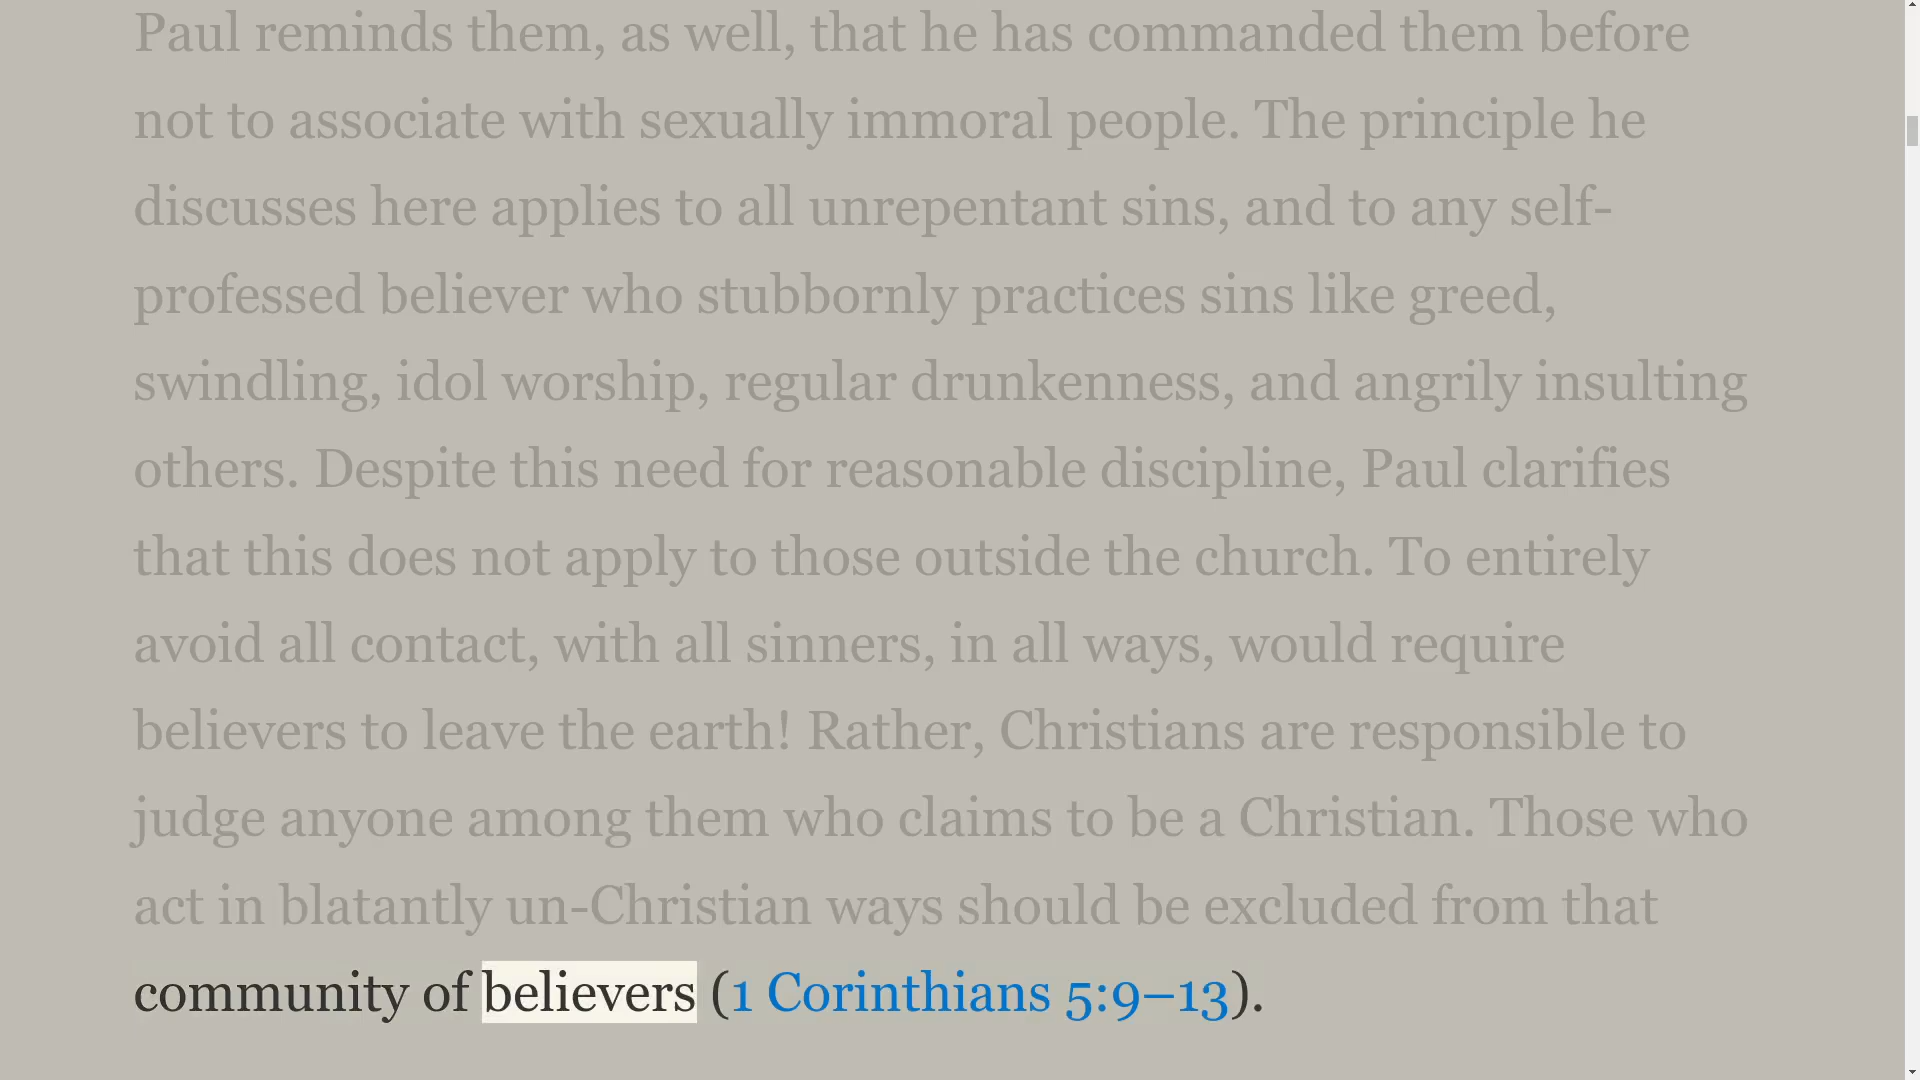 Paul reminds them, as well, that he has commanded them before
not to associate with sexually immoral people. The principle he
discusses here applies to all unrepentant sins, and to any self-
professed believer who stubbornly practices sins like greed,
swindling, idol worship, regular drunkenness, and angrily insulting
others. Despite this need for reasonable discipline, Paul clarifies
that this does not apply to those outside the church. To entirely
avoid all contact, with all sinners, in all ways, would require
believers to leave the earth! Rather, Christians are responsible to
judge anyone among them who claims to be a Christian. Those who
act in blatantly un-Christian ways should be excluded from that
community of believers (1 Corinthians 5:9–13).